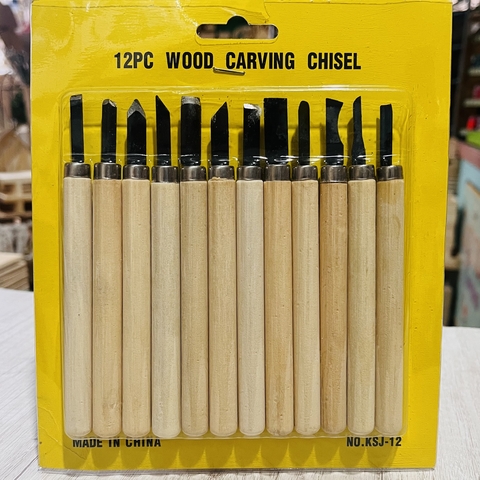 12PC WOOD CARVING CHISEL
MADE IN CHINA
NO.KSJ-12